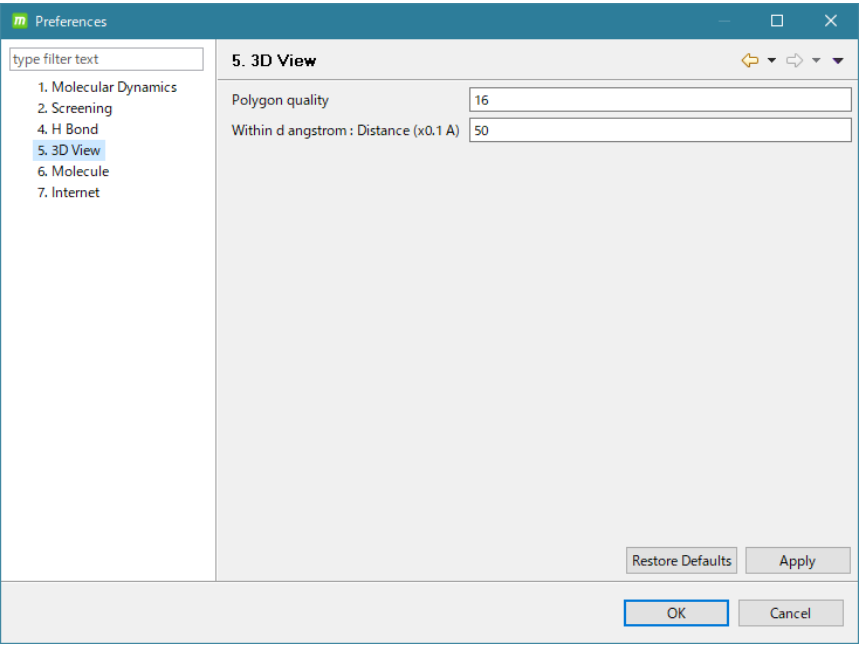 m Preferences
type filter text
1. Molecular Dynamics
2. Screening
4. H Bond
5. 3D View
6. Molecule
7. Internet
5. 3D View
Polygon quality 16
Within d angstrom : Distance (x0.1 A) 50
Restore Defaults Apply
OK Cancel